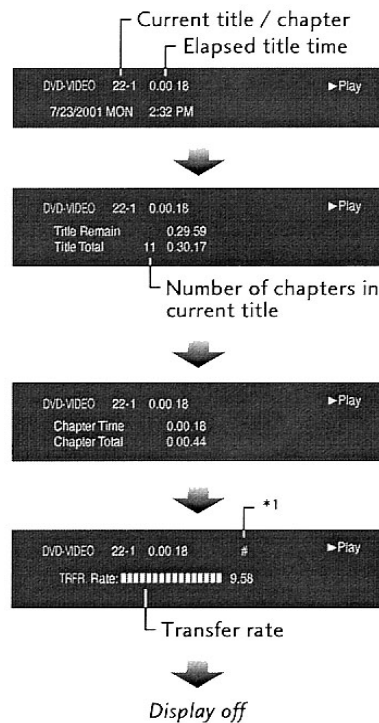 Current title / chapter
Elapsed title time
DVD-VIDEO 22-1 0.00 18 ►Play
7/23/2001 MON 2:32 PM
DVD-VIDEO 22-1 0.00.18 ►Play
Title Remain 0.29 59
Title Total 11 0.30.17
Number of chapters in
current title
DVD-VIDEO 22-1 0.00 18 ►Play
Chapter Time 0.00.18
Chapter Total 0 00.44
*1
DVD-VIDEO 22-1 0.00 18 # ►Play
TRFR. Rate: 9.58
Transfer rate
Display off